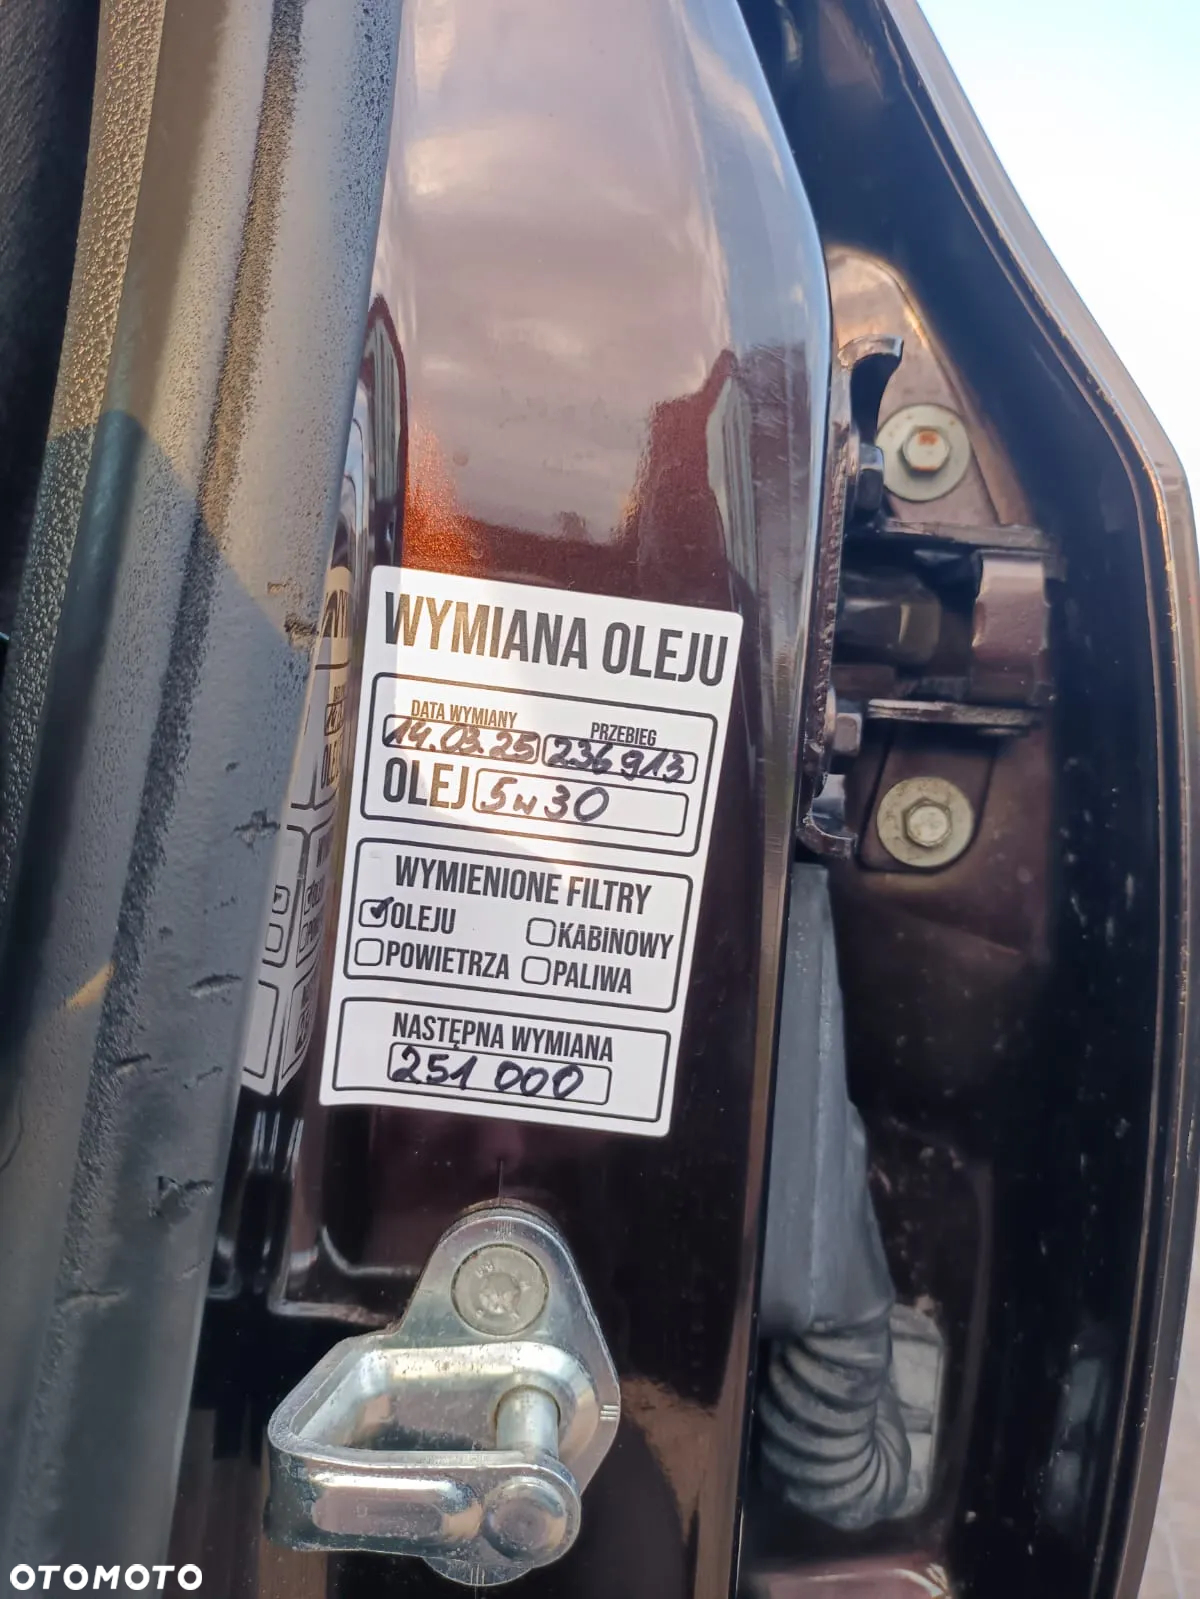 WYMIANA OLEJU
DATA WYMIANY PRZEBIEG
14.03.25 236 913
OLEJ 5w30
WYMIENIONE FILTRY
OLEJU KABINOWY
POWIETRZA PALIWA
NASTĘPNA WYMIANA
251 000
OTOMOTO